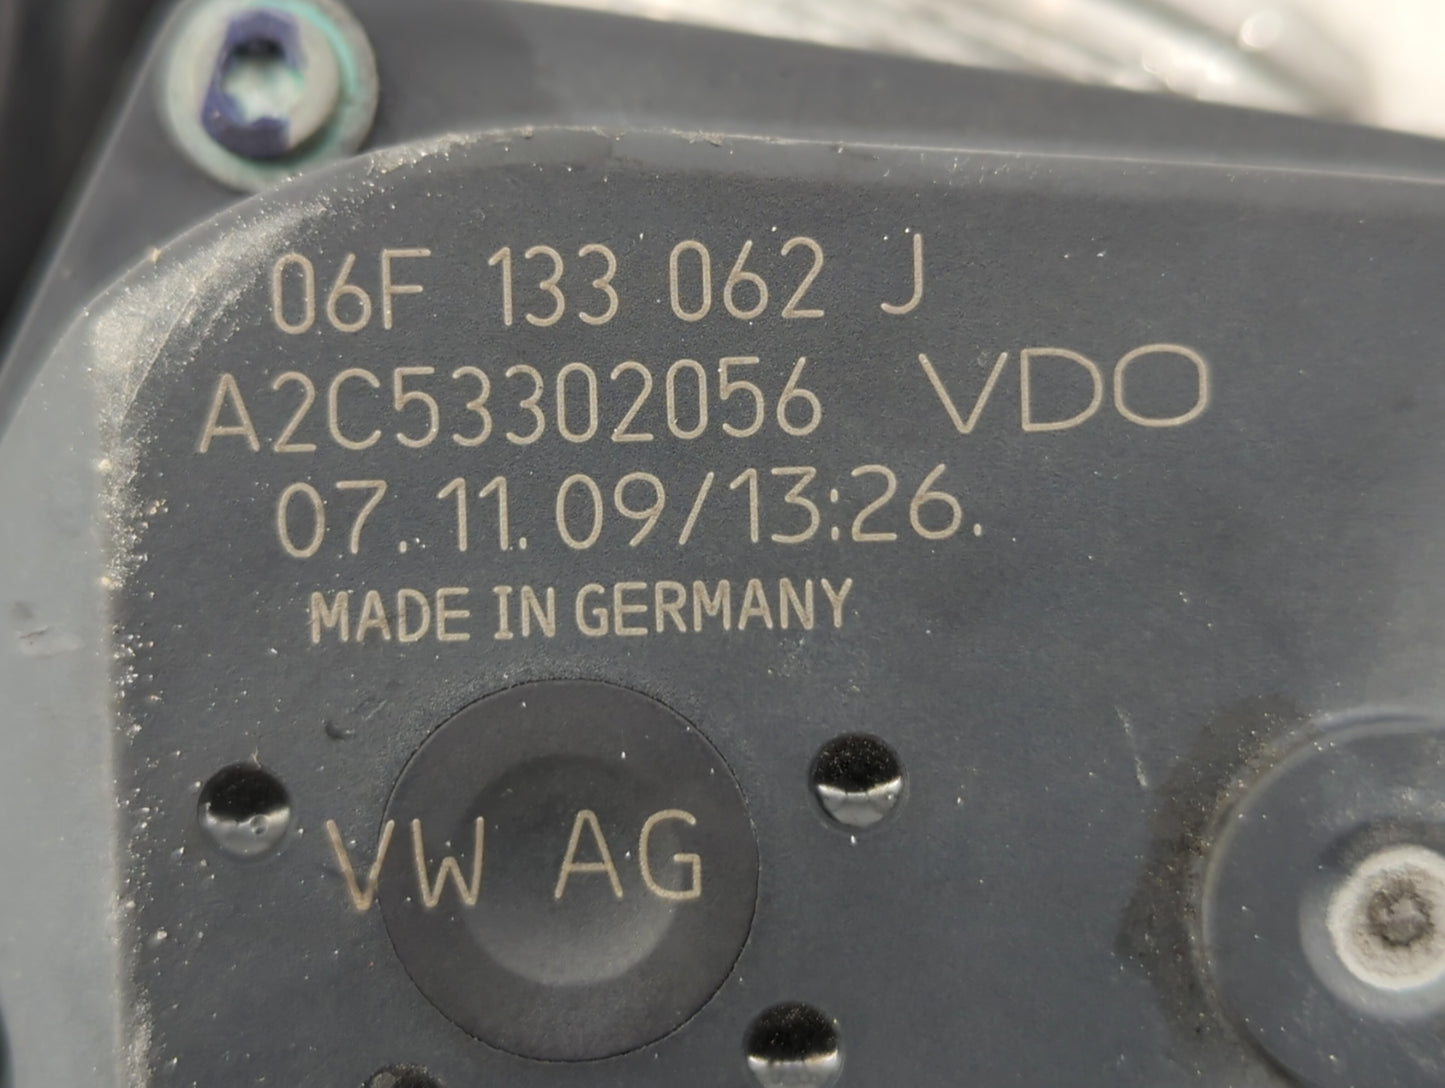 06F 133 062 J
A2C53302056 VDO
07.11.09/13:26.
MADE IN GERMANY
VW AG